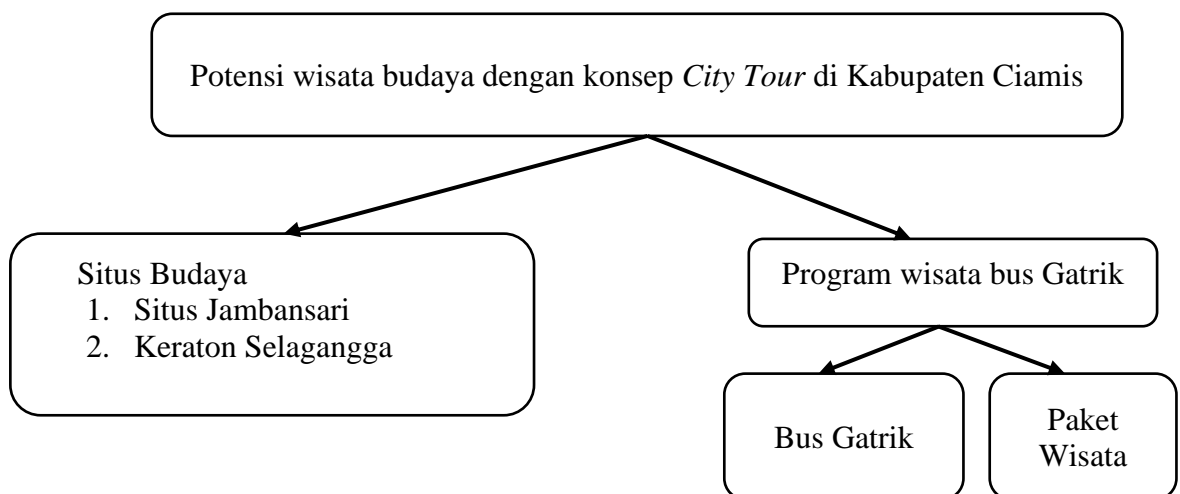 Potensi wisata budaya dengan konsep City Tour di Kabupaten Ciamis
Situs Budaya
1. Situs Jambansari
2. Keraton Selagangga
Program wisata bus Gatrik
Bus Gatrik
Paket
Wisata